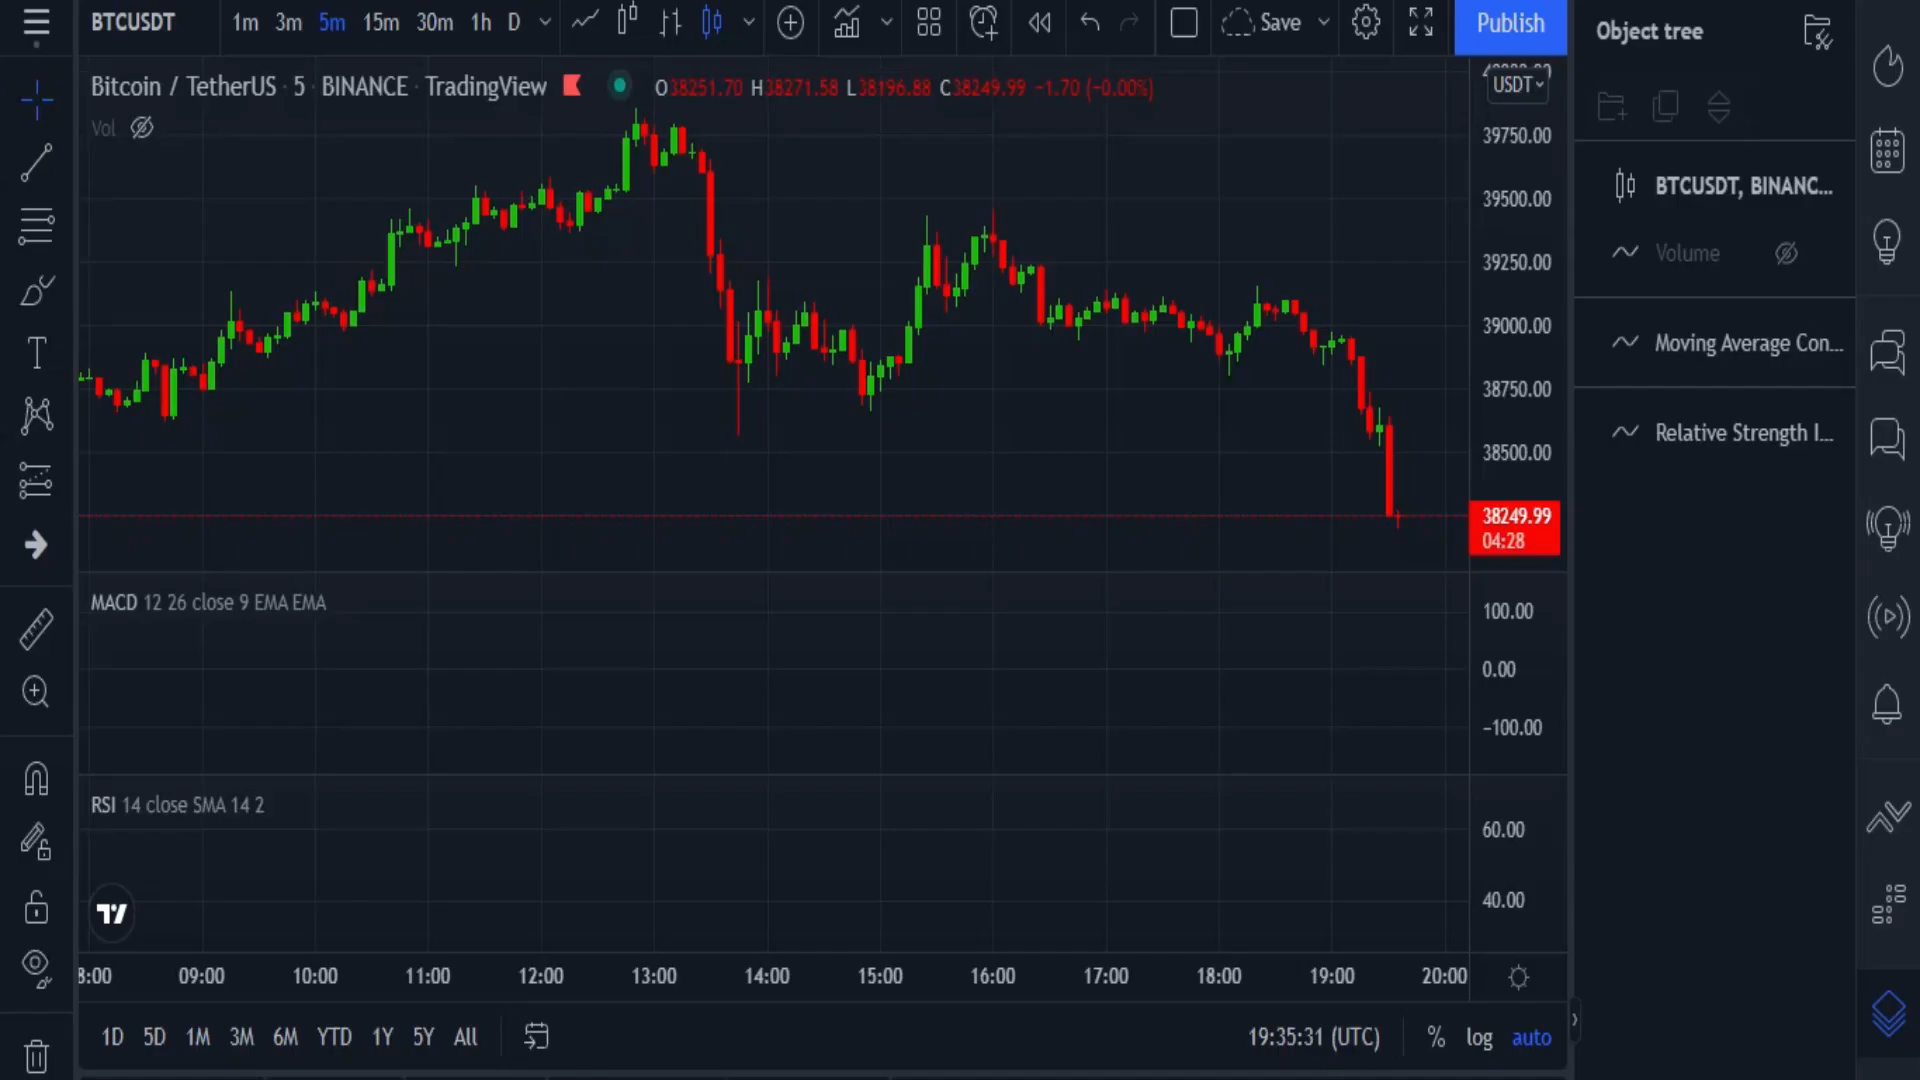 BTCUSDT 1m 3m 5m 15m 30m 1h D Save Publish
Bitcoin / TetherUS · 5 · BINANCE · TradingView O38251.70 H38271.58 L38196.88 C38249.99 −1.70 (−0.00%)
Vol
USDT
39750.00
39500.00
39250.00
39000.00
38750.00
38500.00
38249.99
04:28
MACD 12 26 close 9 EMA EMA
100.00
0.00
−100.00
RSI 14 close SMA 14 2
60.00
40.00
09:00 10:00 11:00 12:00 13:00 14:00 15:00 16:00 17:00 18:00 19:00 20:00
1D 5D 1M 3M 6M YTD 1Y 5Y All 19:35:31 (UTC) % log auto
Object tree
BTCUSDT, BINANC...
Volume
Moving Average Con...
Relative Strength I...